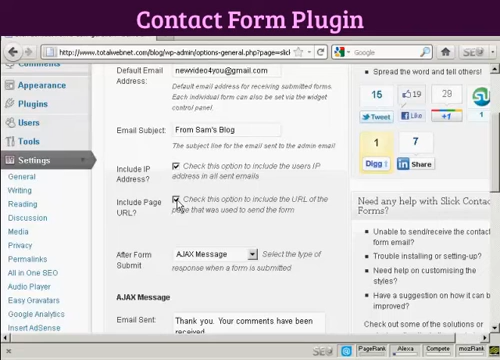 Contact Form Plugin
http://www.totalwebnet.com/blog/wp-admin/options-general.php?page=slick
Google
Comments
Appearance
Plugins
Users
Tools
Settings
General
Writing
Reading
Discussion
Media
Privacy
Permalinks
All in One SEO
Audio Player
Easy Gravatars
Google Analytics
Insert AdSense
Default Email
Address:
newvideo4you@gmail.com
Default email address for receiving submitted forms.
Each individual form can also be set via the widget
control panel
Email Subject:
From Sam's Blog
The subject line for the email sent to the admin email
Include IP
Address?
Check this option to include the users IP
address in all sent emails
Include Page
URL?
Check this option to include the URL of the
page that was used to send the form
After Form
Submit
AJAX Message
Select the type of
response when a form is submitted
AJAX Message
Email Sent:
Thank you. Your comments have been
received.
Spread the word and tell others!
15
19
29
Tweet
Like
+1
1
7
Digg
Share
Need any help with Slick Contact
Forms?
Unable to send/receive the contact
form email?
Trouble installing or setting-up?
Need help on customising the
styles?
Have a suggestion on how it can be
improved?
Check out some of the solutions or
PageRank
Alexa
Compete
mozRank